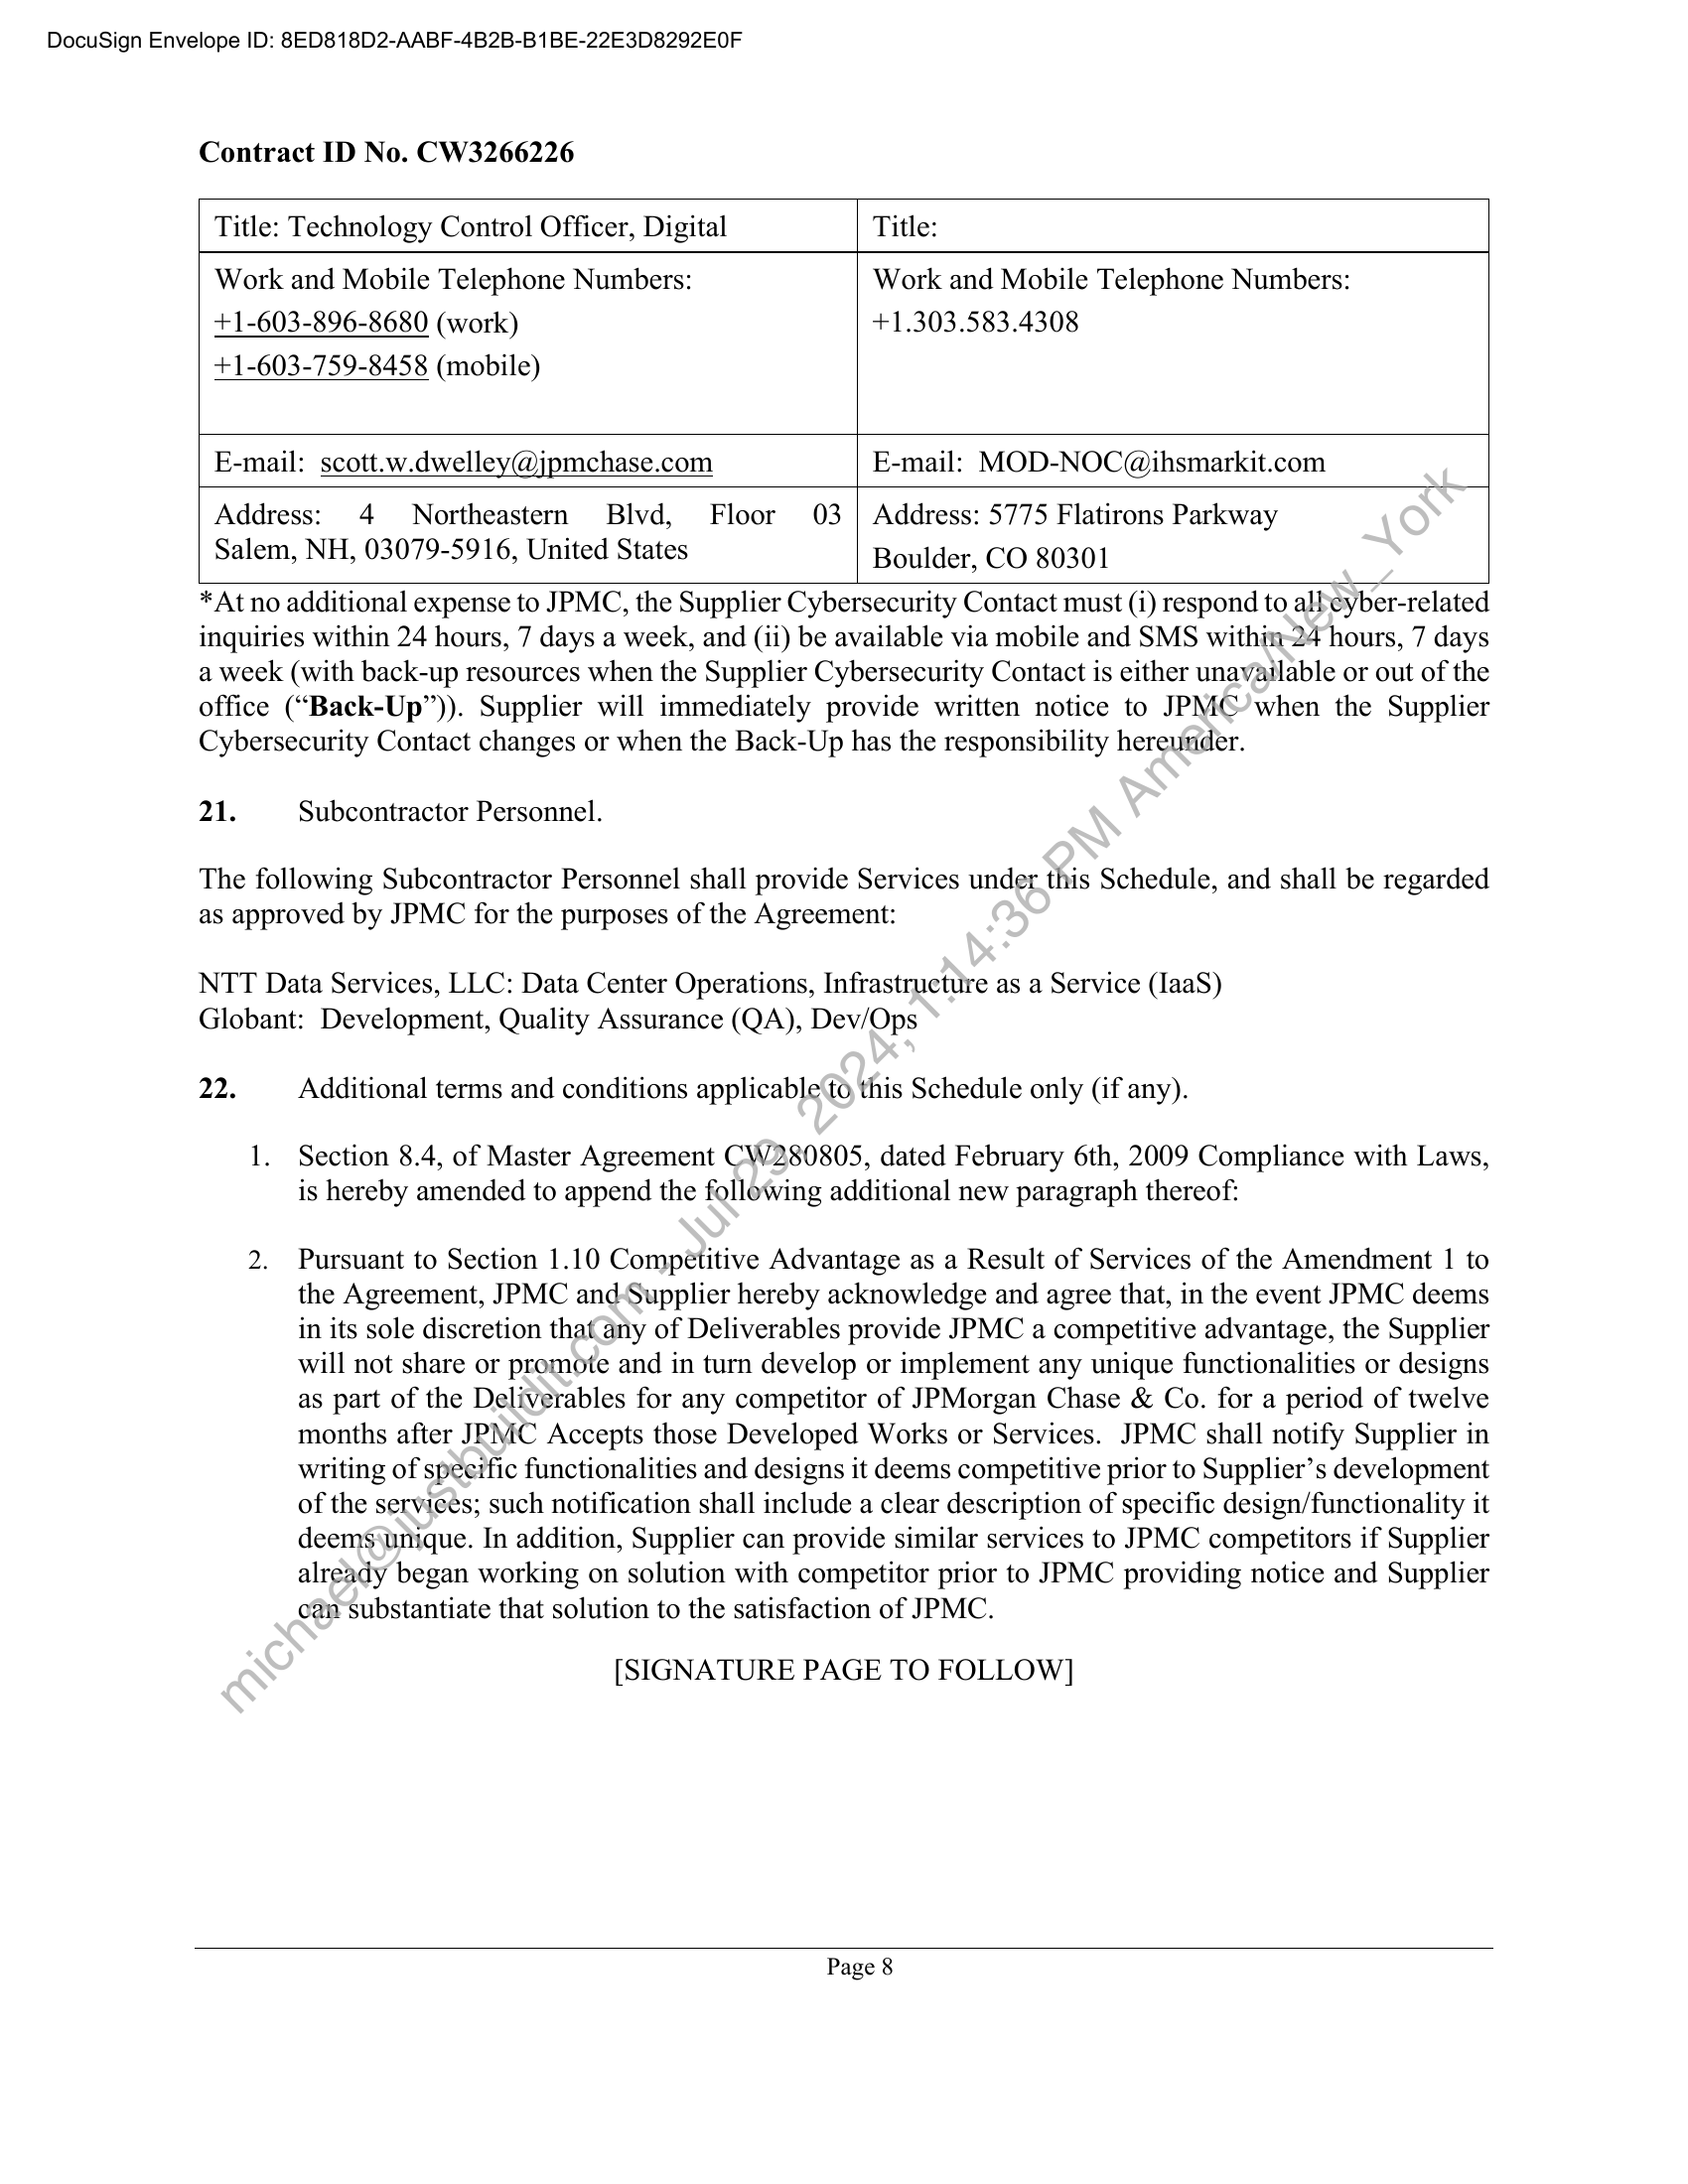 DocuSign Envelope ID: 8ED818D2-AABF-4B2B-B1BE-22E3D8292E0F
Contract ID No. CW3266226
Title: Technology Control Officer, Digital
Title:
Work and Mobile Telephone Numbers:
+1-603-896-8680 (work)
+1-603-759-8458 (mobile)
Work and Mobile Telephone Numbers:
+1.303.583.4308
E-mail: scott.w.dwelley@jpmchase.com
E-mail: MOD-NOC@ihsmarkit.com
Address: 4 Northeastern Blvd, Floor 03
Salem, NH, 03079-5916, United States
Address: 5775 Flatirons Parkway
Boulder, CO 80301
*At no additional expense to JPMC, the Supplier Cybersecurity Contact must (i) respond to all cyber-related
inquiries within 24 hours, 7 days a week, and (ii) be available via mobile and SMS within 24 hours, 7 days
a week (with back-up resources when the Supplier Cybersecurity Contact is either unavailable or out of the
office (“Back-Up”)). Supplier will immediately provide written notice to JPMC when the Supplier
Cybersecurity Contact changes or when the Back-Up has the responsibility hereunder.
21. Subcontractor Personnel.
The following Subcontractor Personnel shall provide Services under this Schedule, and shall be regarded
as approved by JPMC for the purposes of the Agreement:
NTT Data Services, LLC: Data Center Operations, Infrastructure as a Service (IaaS)
Globant: Development, Quality Assurance (QA), Dev/Ops
22. Additional terms and conditions applicable to this Schedule only (if any).
1. Section 8.4, of Master Agreement CW280805, dated February 6th, 2009 Compliance with Laws,
is hereby amended to append the following additional new paragraph thereof:
2. Pursuant to Section 1.10 Competitive Advantage as a Result of Services of the Amendment 1 to
the Agreement, JPMC and Supplier hereby acknowledge and agree that, in the event JPMC deems
in its sole discretion that any of Deliverables provide JPMC a competitive advantage, the Supplier
will not share or promote and in turn develop or implement any unique functionalities or designs
as part of the Deliverables for any competitor of JPMorgan Chase & Co. for a period of twelve
months after JPMC Accepts those Developed Works or Services. JPMC shall notify Supplier in
writing of specific functionalities and designs it deems competitive prior to Supplier’s development
of the services; such notification shall include a clear description of specific design/functionality it
deems unique. In addition, Supplier can provide similar services to JPMC competitors if Supplier
already began working on solution with competitor prior to JPMC providing notice and Supplier
can substantiate that solution to the satisfaction of JPMC.
[SIGNATURE PAGE TO FOLLOW]
michael@justbuildit.com - Jul 29, 2024, 1:14:36 PM America/New_York
Page 8